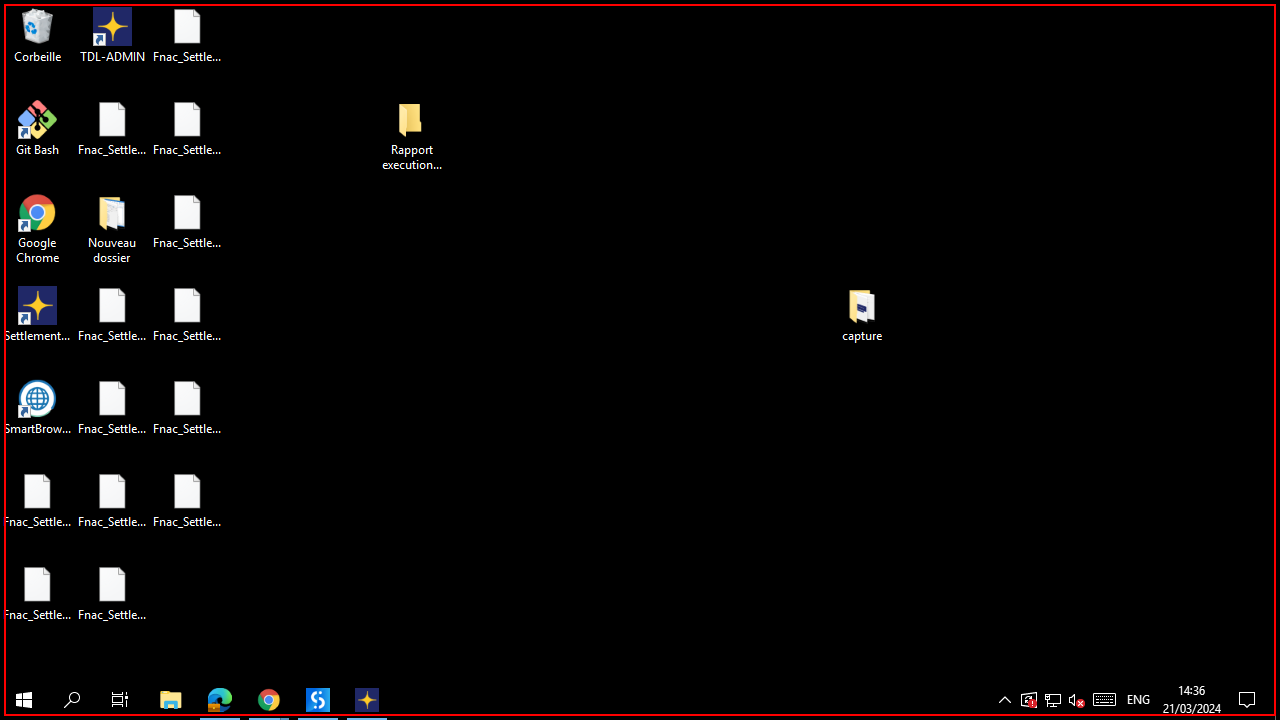 Corbeille
TDL-ADMIN
Fnac_Settle...
Git Bash
Fnac_Settle...
Fnac_Settle...
Rapport
execution...
Google
Chrome
Nouveau
dossier
Fnac_Settle...
Settlement...
Fnac_Settle...
Fnac_Settle...
capture
SmartBrow...
Fnac_Settle...
Fnac_Settle...
Fnac_Settle...
Fnac_Settle...
Fnac_Settle...
Fnac_Settle...
Fnac_Settle...
ENG
14:36
21/03/2024